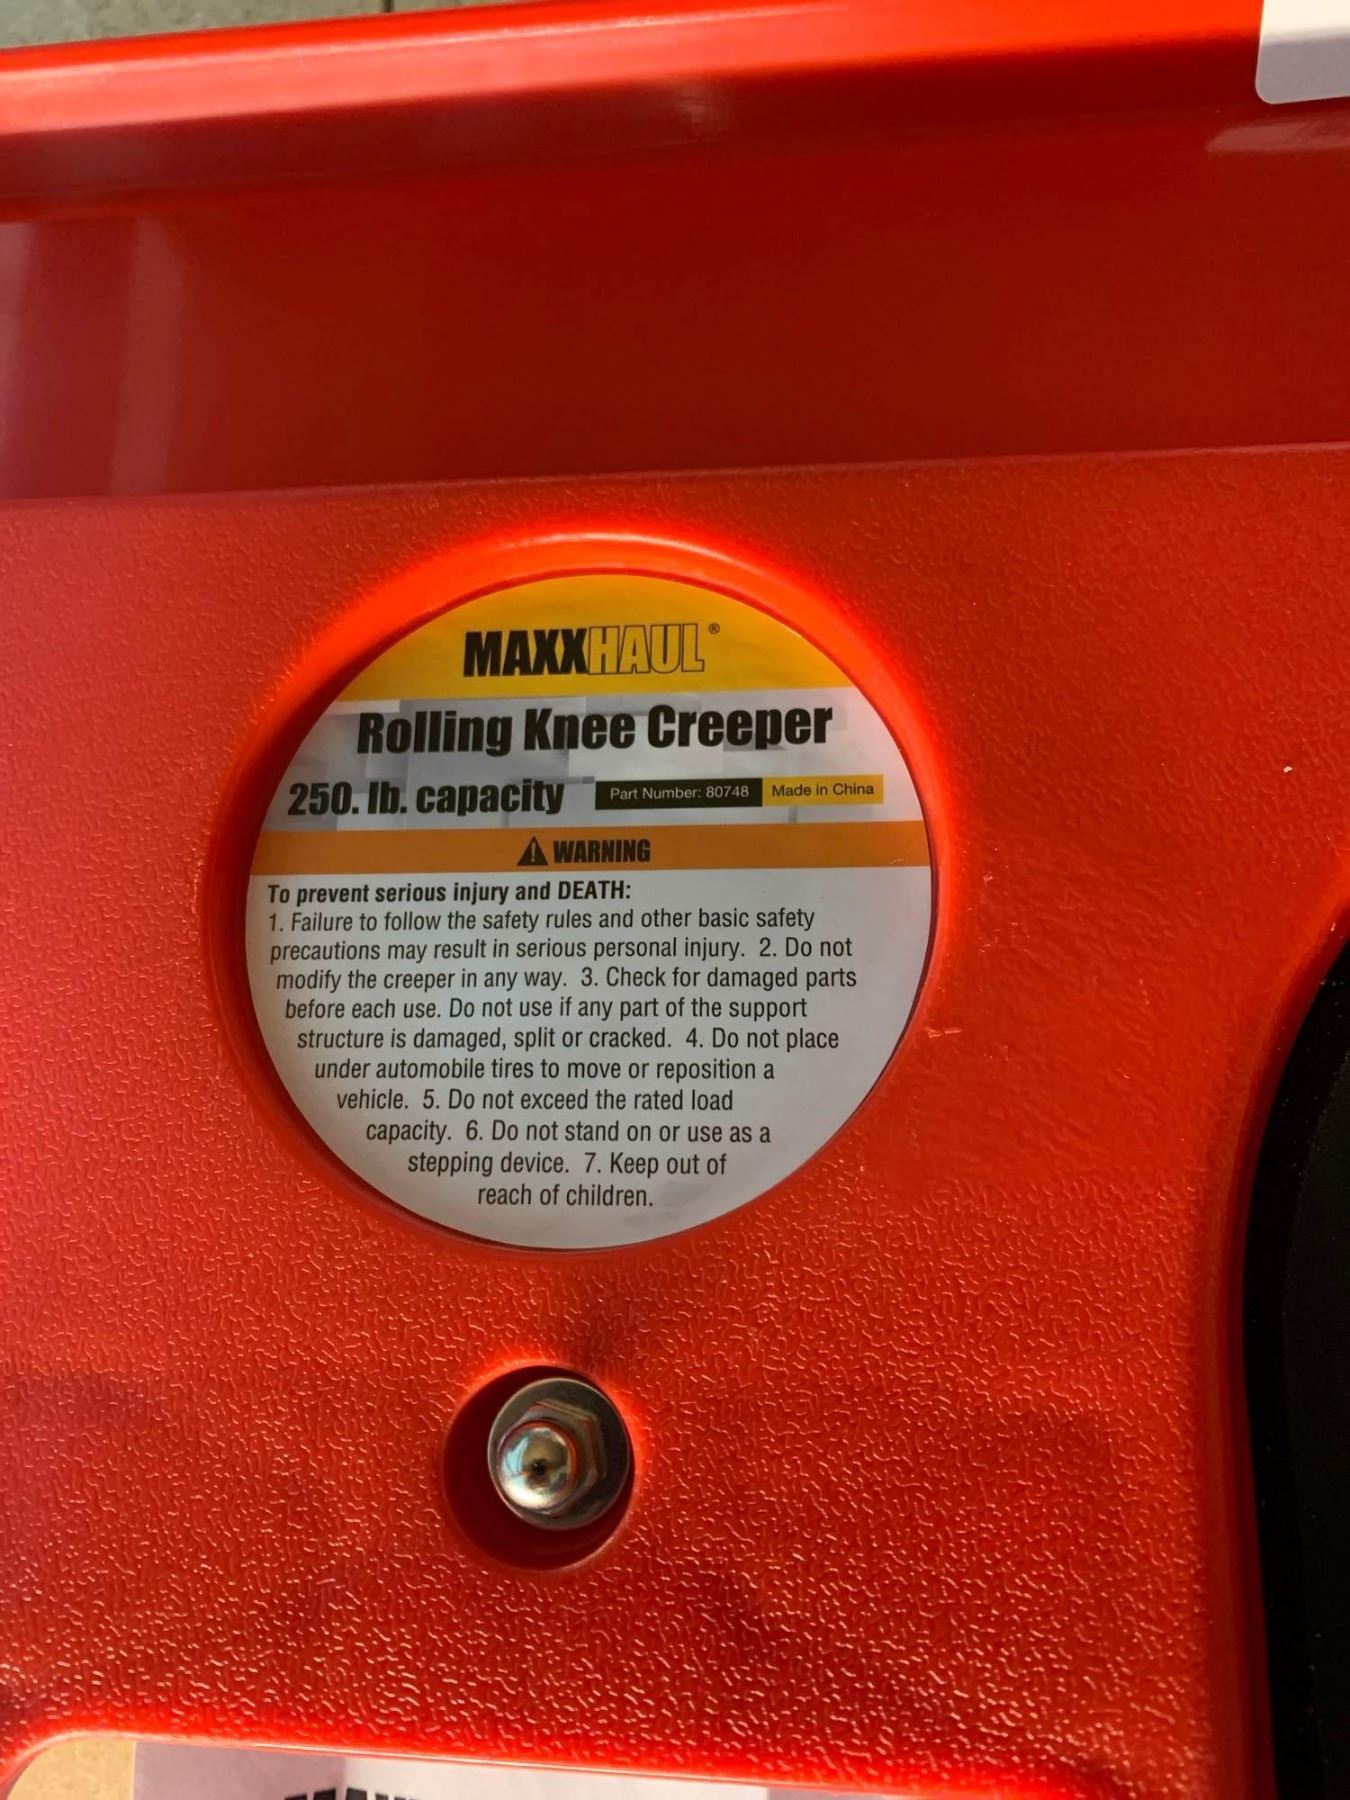 MAXXHAUL®
Rolling Knee Creeper
250. lb. capacity Part Number: 80748 Made in China
WARNING
To prevent serious injury and DEATH:
1. Failure to follow the safety rules and other basic safety
precautions may result in serious personal injury. 2. Do not
modify the creeper in any way. 3. Check for damaged parts
before each use. Do not use if any part of the support
structure is damaged, split or cracked. 4. Do not place
under automobile tires to move or reposition a
vehicle. 5. Do not exceed the rated load
capacity. 6. Do not stand on or use as a
stepping device. 7. Keep out of
reach of children.